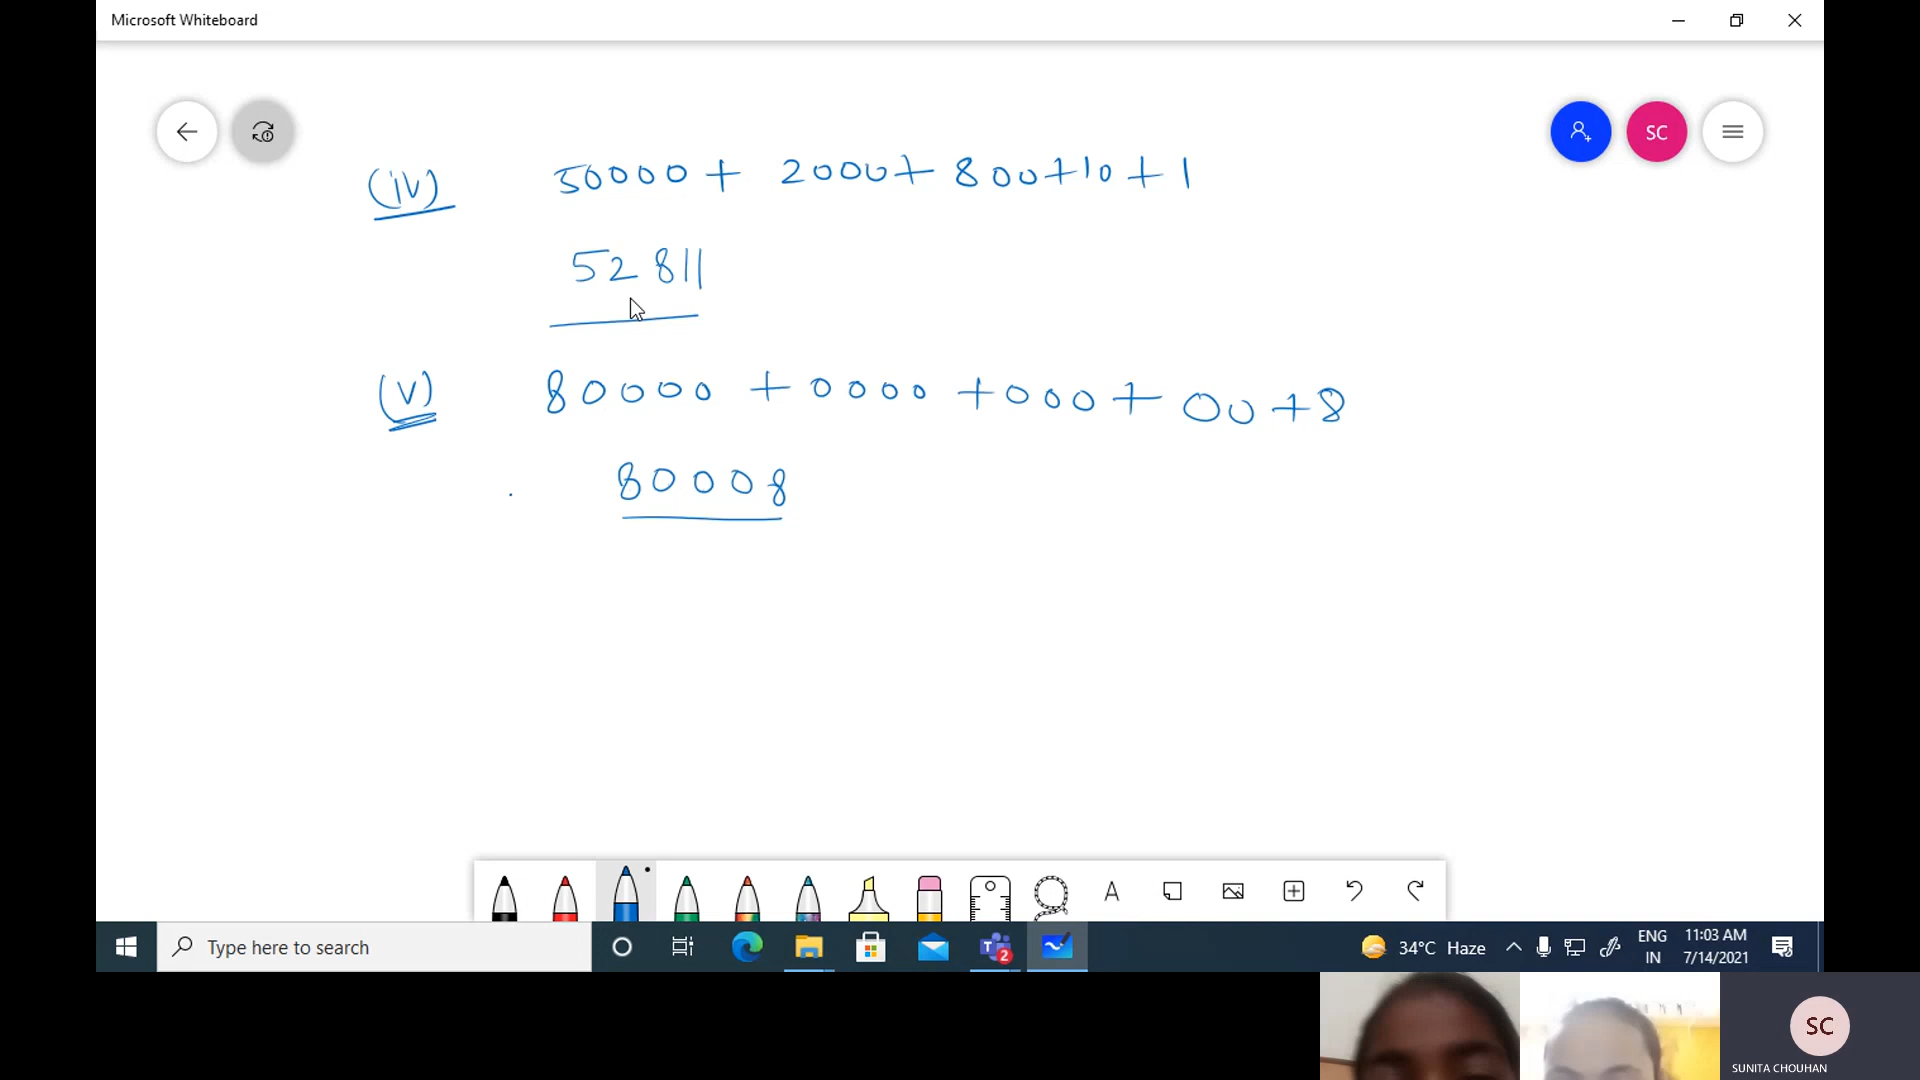 Microsoft Whiteboard
SC
(iv) 50000 + 2000 + 800 + 10 + 1
52811
(v) 80000 + 0000 + 000 + 00 + 8
80008
A
Type here to search
2
34°C Haze
ENG
IN
11:03 AM
7/14/2021
SC
SUNITA CHOUHAN